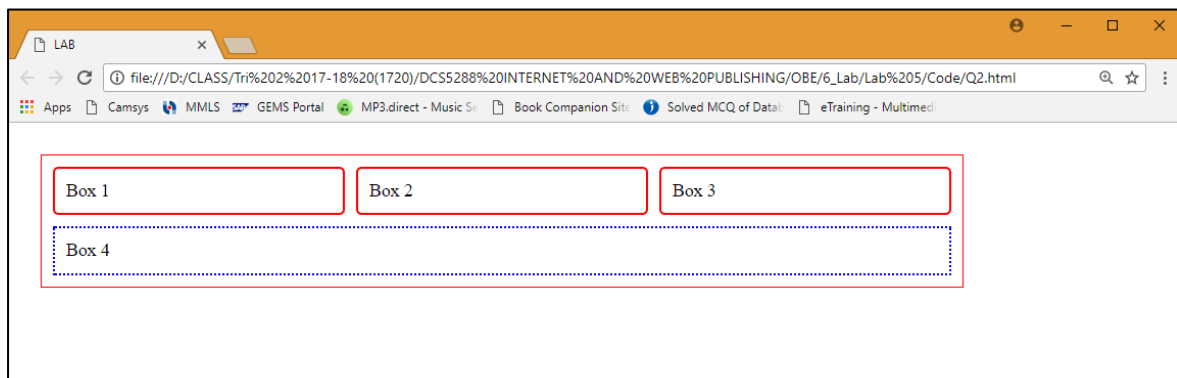 LAB
file:///D:/CLASS/Tri%202%2017-18%20(1720)/DCS5288%20INTERNET%20AND%20WEB%20PUBLISHING/OBE/6_Lab/Lab%205/Code/Q2.html
Apps Camsys MMLS GEMS Portal MP3.direct - Music Se Book Companion Site Solved MCQ of Datab eTraining - Multimedi
Box 1 Box 2 Box 3
Box 4